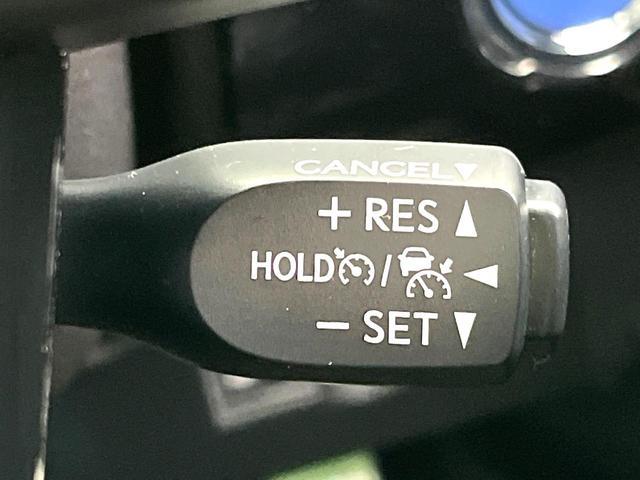 CANCEL▼
+ RES ▲
HOLD / ◀
− SET ▼